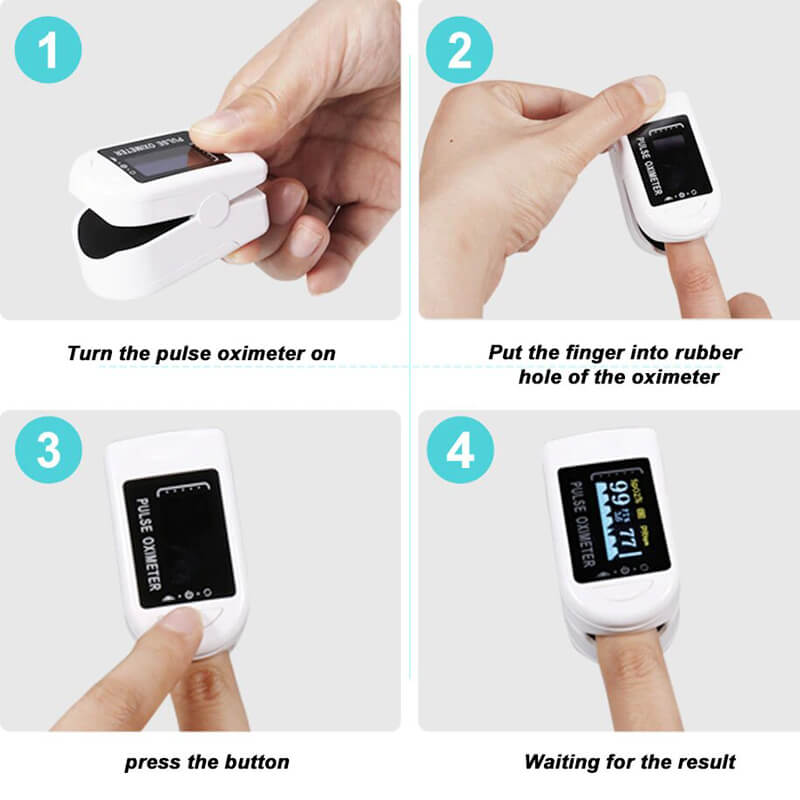 1
PULSE OXIMETER
Turn the pulse oximeter on
2
PULSE OXIMETER
Put the finger into rubber
hole of the oximeter
3
PULSE OXIMETER
press the button
4
SpO2%
99
77
PULSE OXIMETER
Waiting for the result